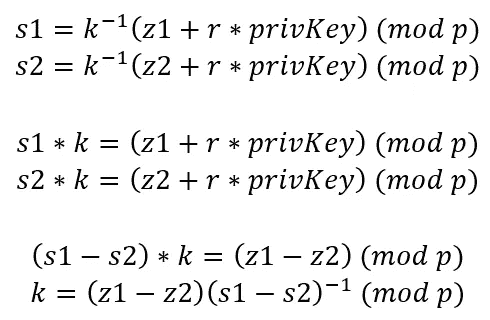 s1 = k⁻¹(z1 + r ∗ privKey) (mod p)
s2 = k⁻¹(z2 + r ∗ privKey) (mod p)
s1 ∗ k = (z1 + r ∗ privKey) (mod p)
s2 ∗ k = (z2 + r ∗ privKey) (mod p)
(s1 − s2) ∗ k = (z1 − z2) (mod p)
k = (z1 − z2)(s1 − s2)⁻¹ (mod p)